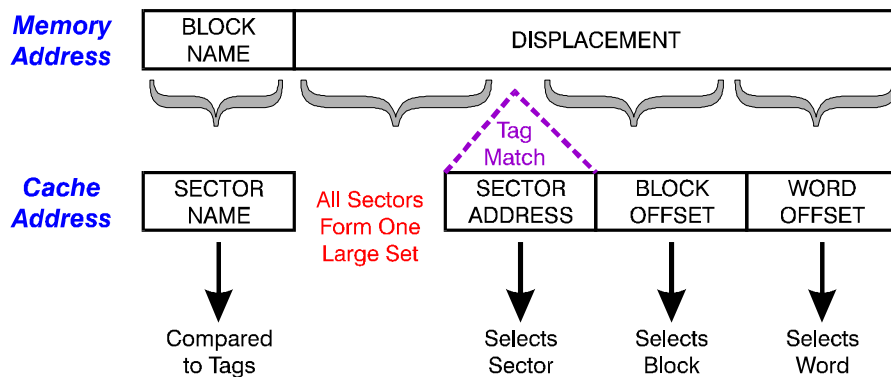 Memory
Address
BLOCK
NAME
DISPLACEMENT
Tag
Match
Cache
Address
SECTOR
NAME
All Sectors
Form One
Large Set
SECTOR
ADDRESS
BLOCK
OFFSET
WORD
OFFSET
Compared
to Tags
Selects
Sector
Selects
Block
Selects
Word